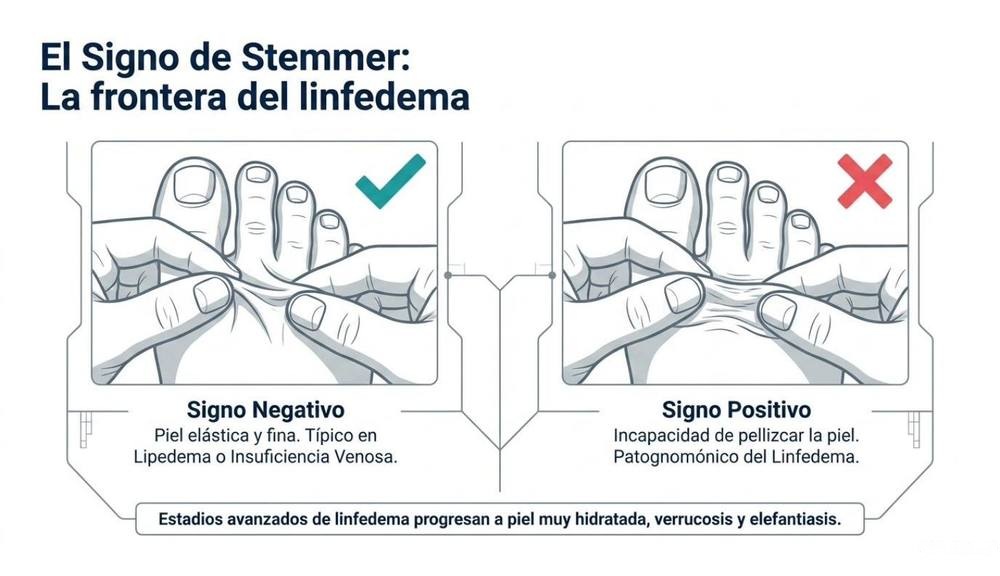 El Signo de Stemmer:
La frontera del linfedema
Signo Negativo
Piel elástica y fina. Típico en
Lipedema o Insuficiencia Venosa.
Signo Positivo
Incapacidad de pellizcar la piel.
Patognomónico del Linfedema.
Estadios avanzados de linfedema progresan a piel muy hidratada, verrucosis y elefantiasis.